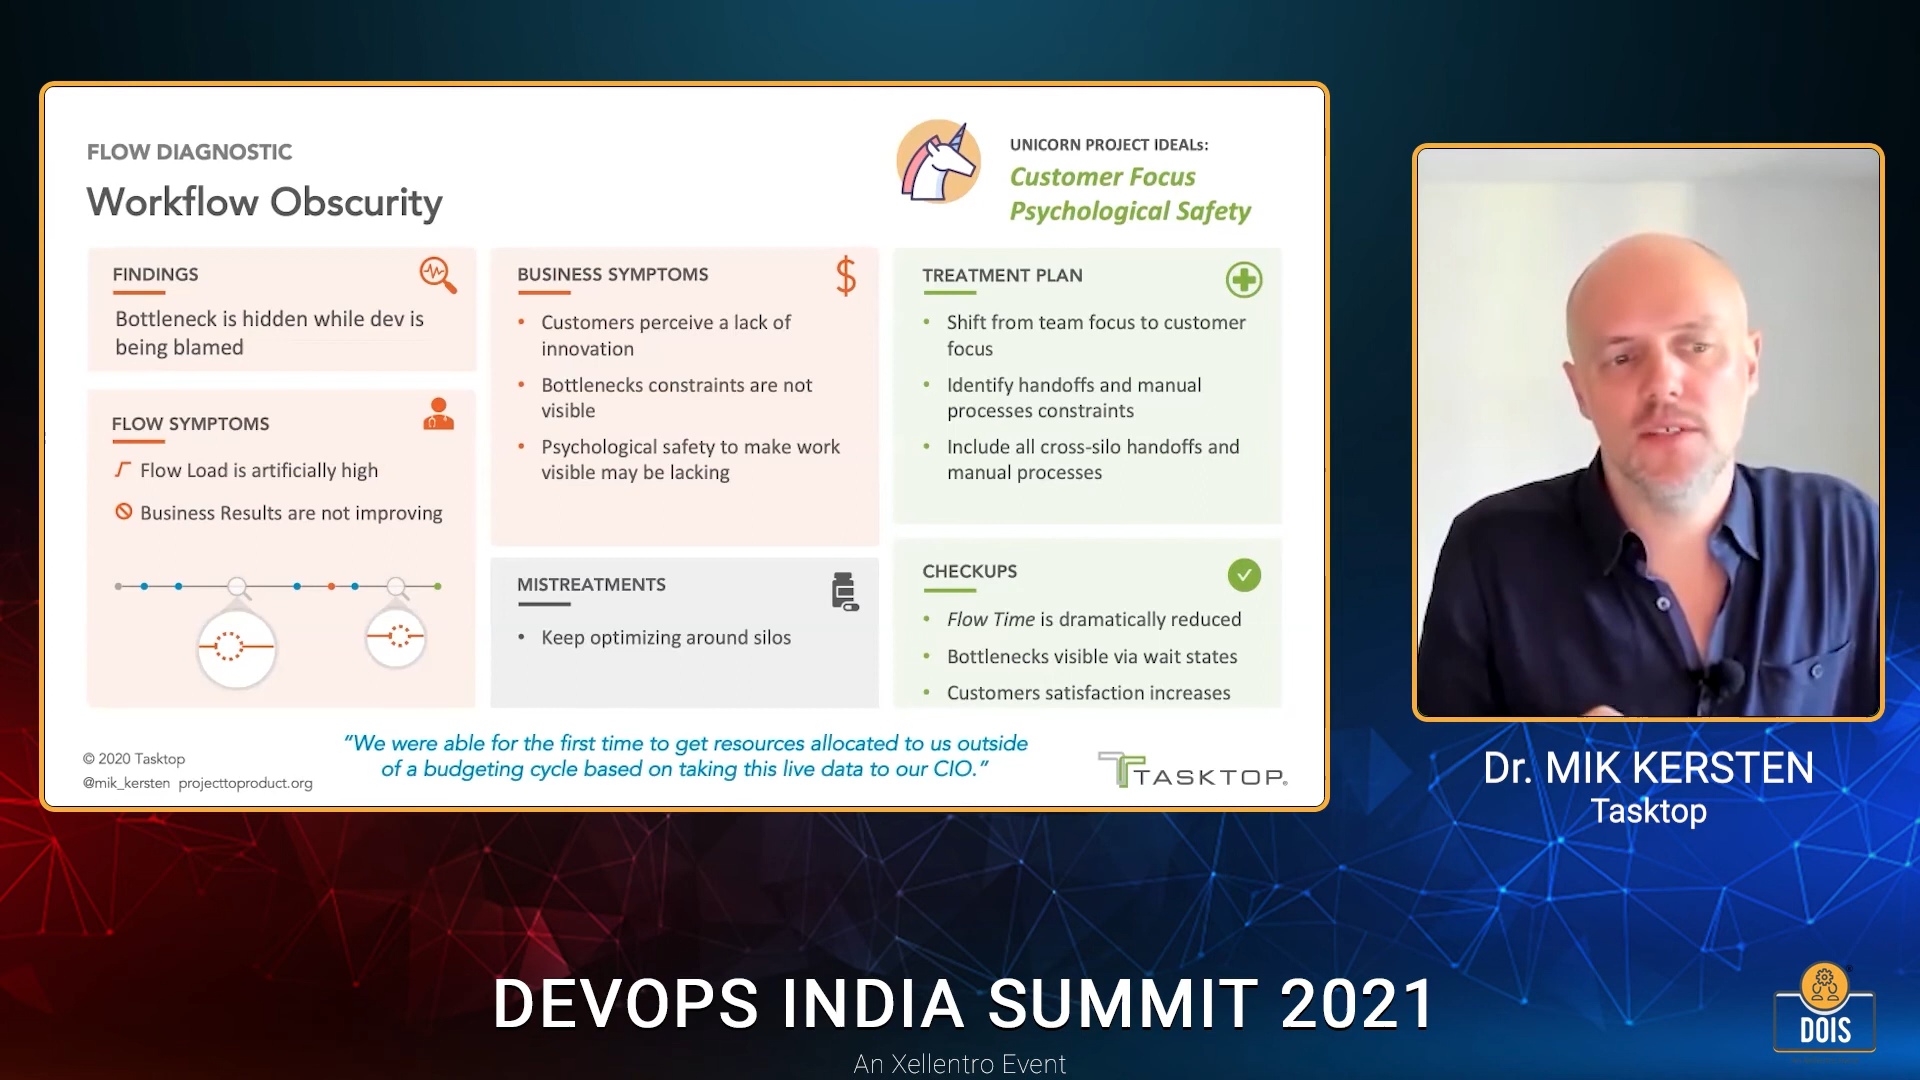 FLOW DIAGNOSTIC
Workflow Obscurity
UNICORN PROJECT IDEALs:
Customer Focus
Psychological Safety
FINDINGS
Bottleneck is hidden while dev is
being blamed
FLOW SYMPTOMS
Flow Load is artificially high
Business Results are not improving
BUSINESS SYMPTOMS
$
• Customers perceive a lack of
innovation
• Bottlenecks constraints are not
visible
• Psychological safety to make work
visible may be lacking
MISTREATMENTS
• Keep optimizing around silos
TREATMENT PLAN
• Shift from team focus to customer
focus
• Identify handoffs and manual
processes constraints
• Include all cross-silo handoffs and
manual processes
CHECKUPS
• Flow Time is dramatically reduced
• Bottlenecks visible via wait states
• Customers satisfaction increases
© 2020 Tasktop
@mik_kersten projecttoproduct.org
“We were able for the first time to get resources allocated to us outside
of a budgeting cycle based on taking this live data to our CIO.”
TASKTOP®
Dr. MIK KERSTEN
Tasktop
DEVOPS INDIA SUMMIT 2021
An Xellentro Event
DOIS